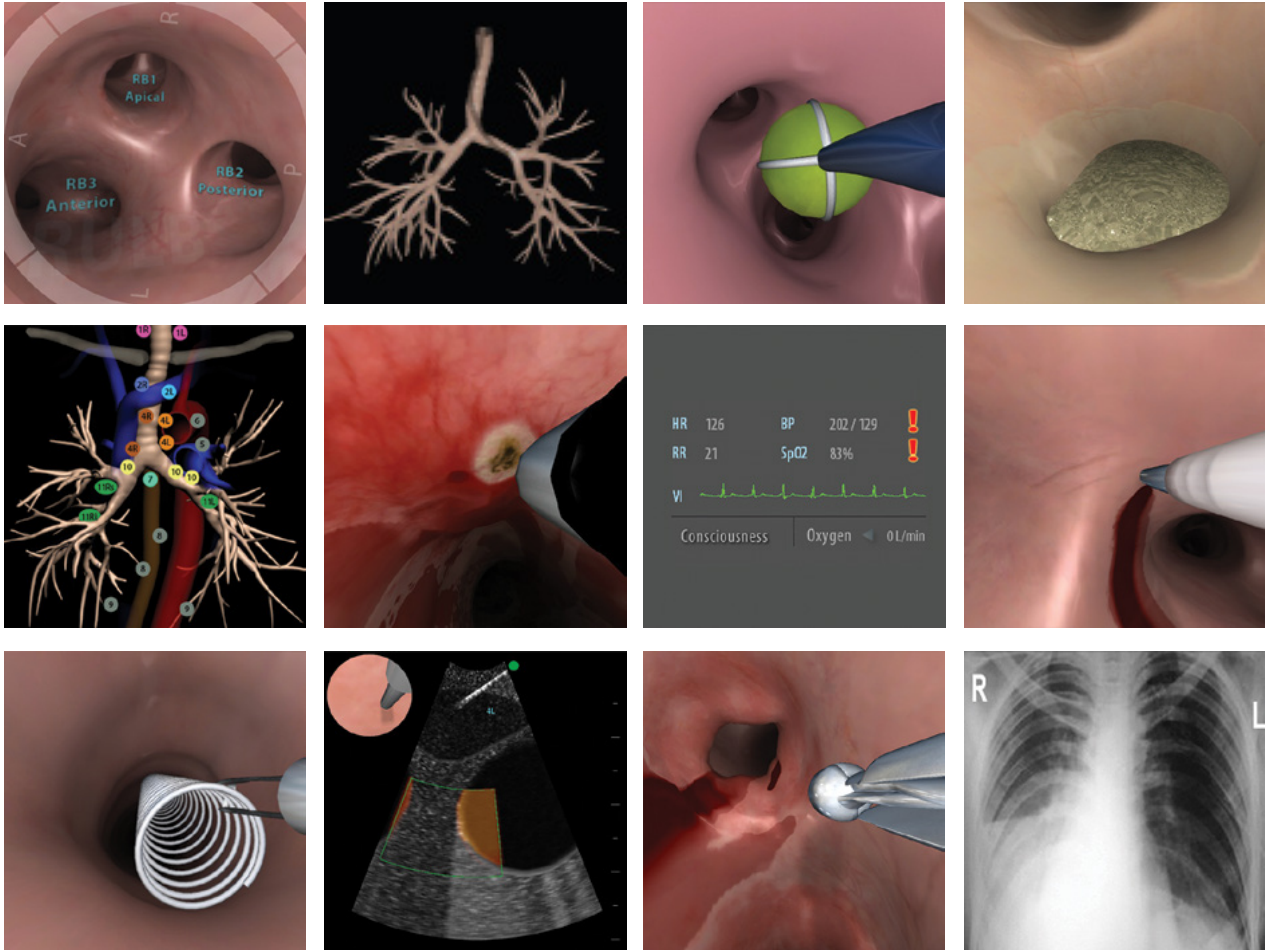 R
RB1
Apical
A
P
RB2
Posterior
RB3
Anterior
L
1R
1L
2R
2L
4R
4L
6
4R
4L
5
10
10
10
7
11Rs
11L
11Ri
8
8
9
9
HR 126 BP 202 / 129
RR 21 SpO2 83%
VI
Consciousness Oxygen 0 L/min
4L
R
L